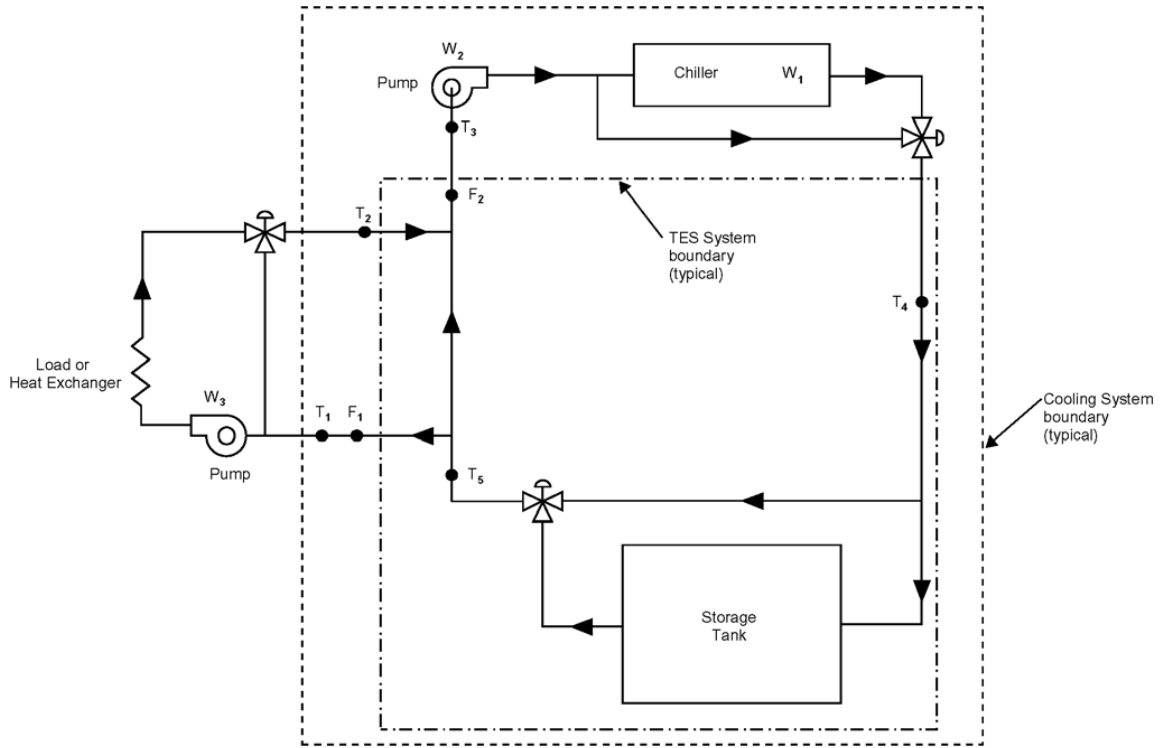 W2
Pump
Chiller
W1
T3
F2
T2
TES System
boundary
(typical)
T4
Load or
Heat Exchanger
W3
T1
F1
Pump
T5
Cooling System
boundary
(typical)
Storage
Tank